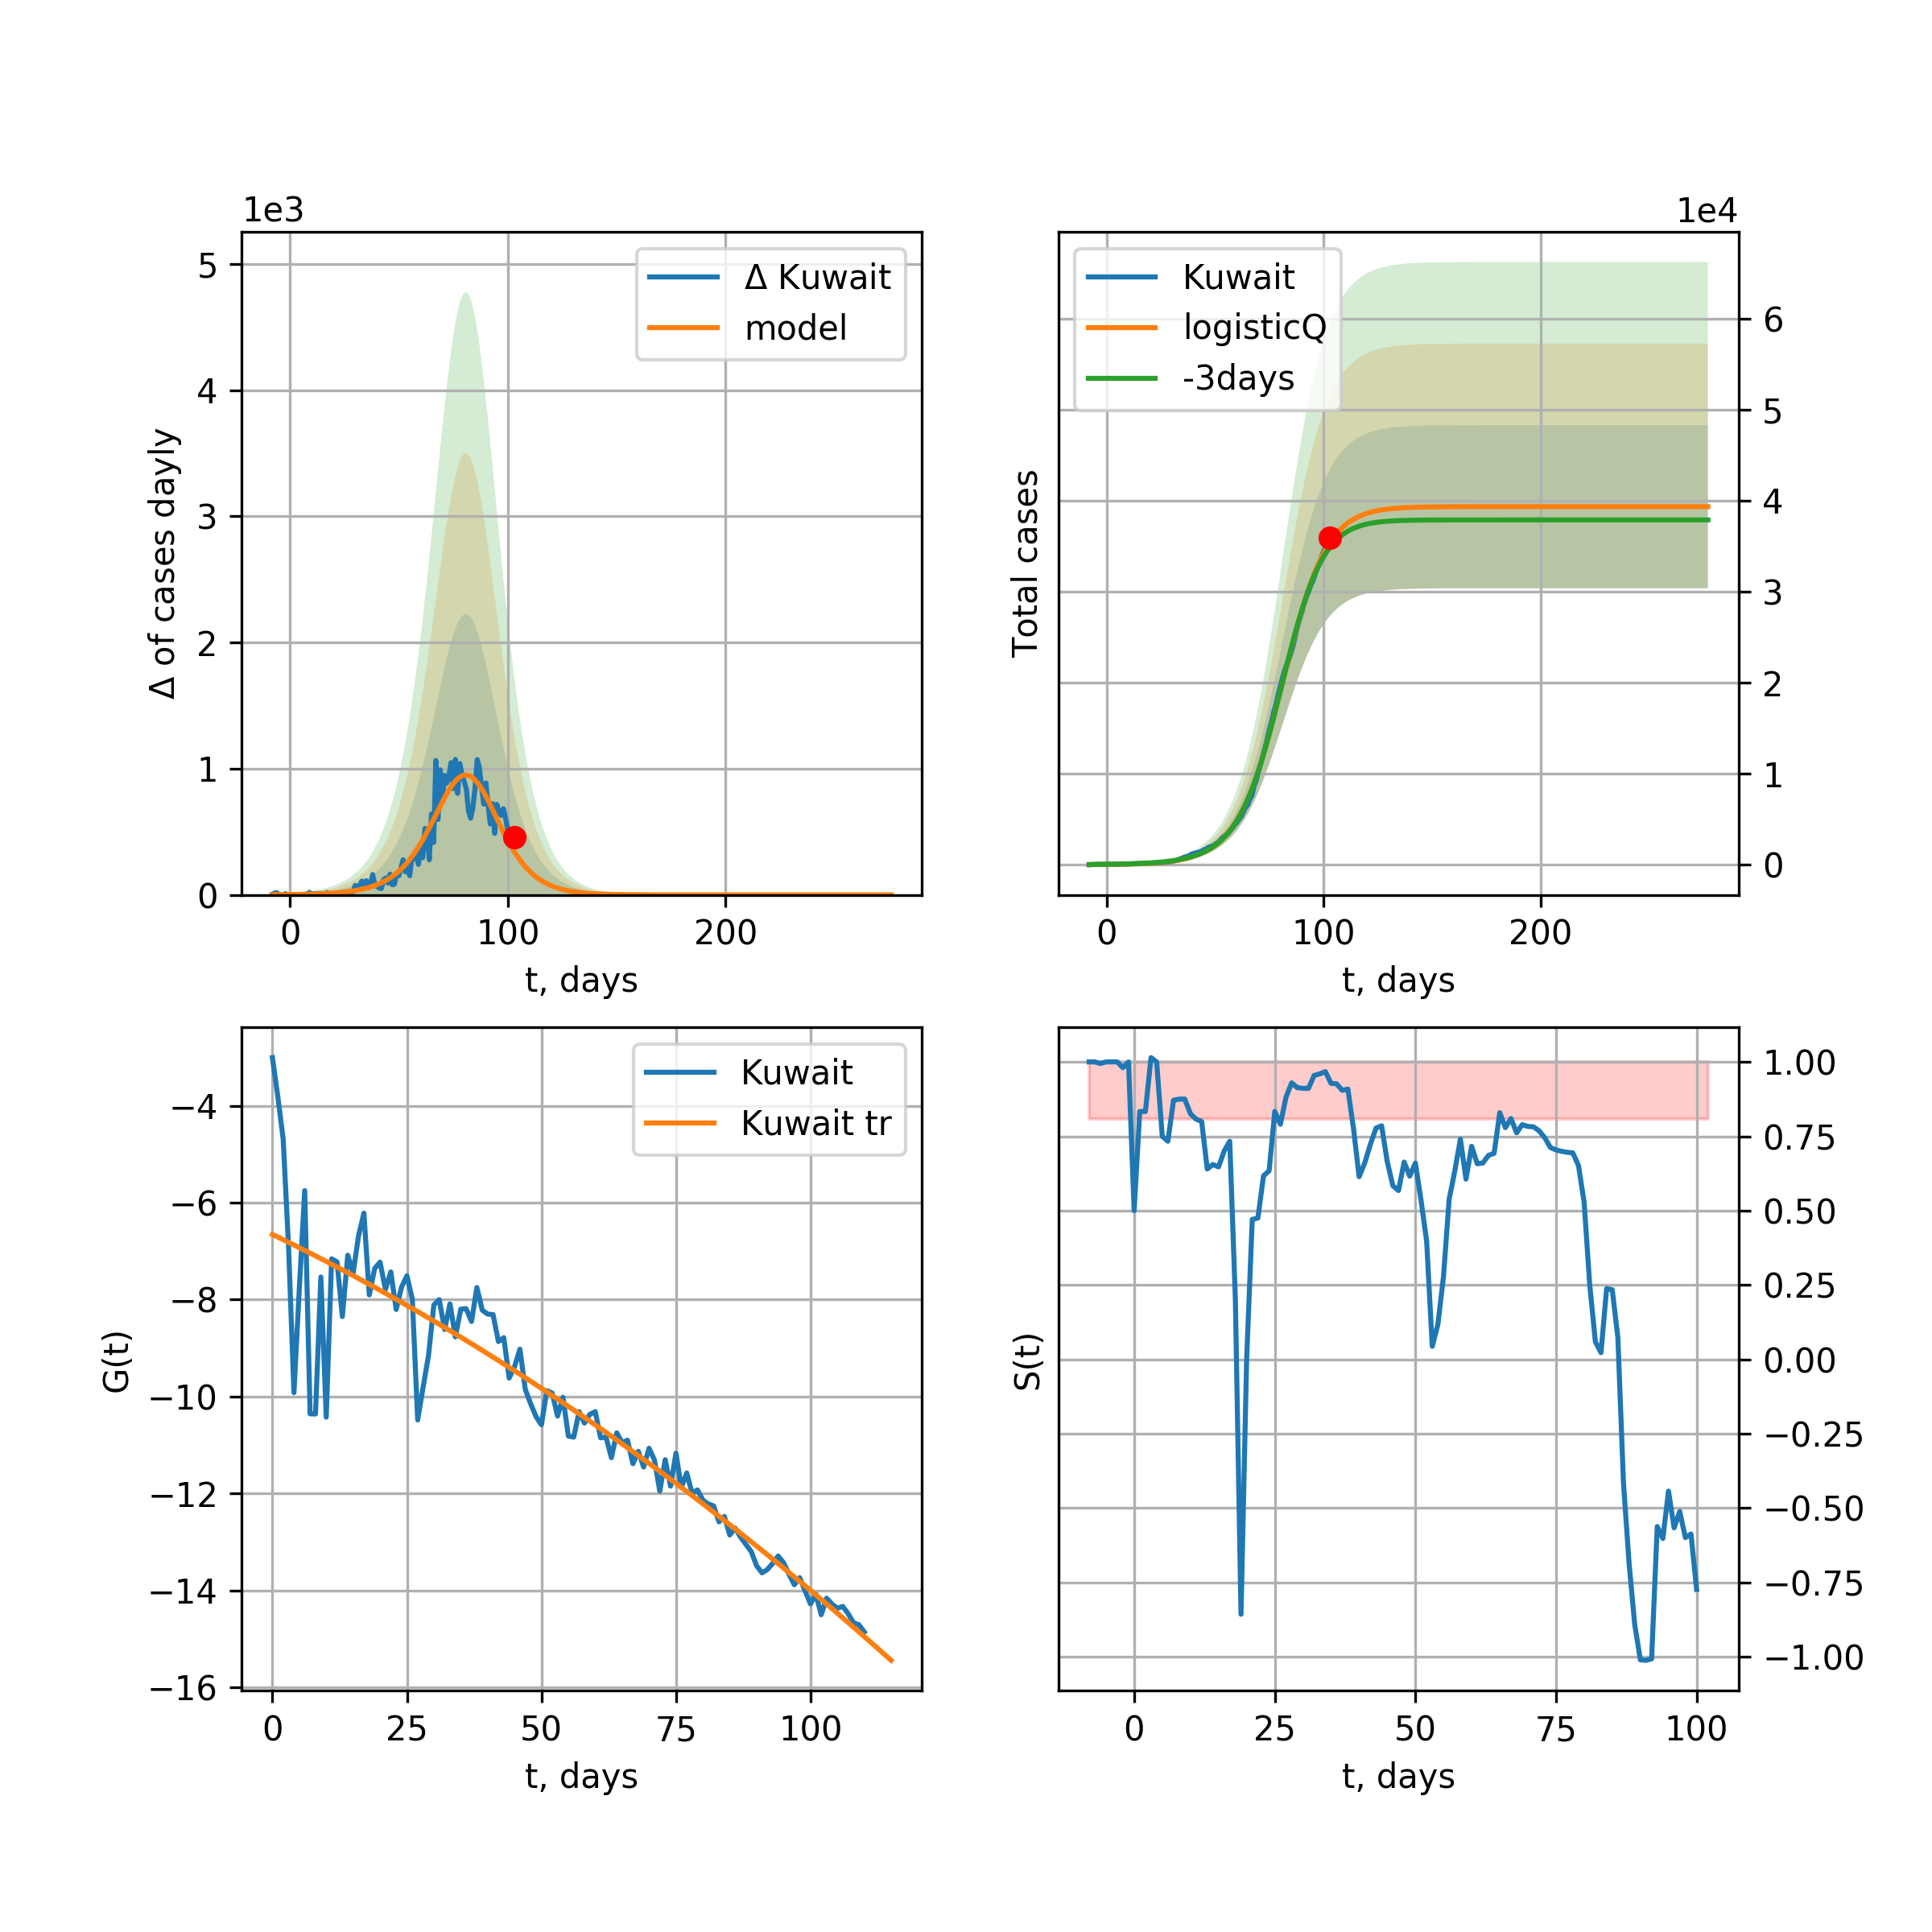 1e3
5
4
3
2
1
0
Δ of cases dayly
0 100 200
t, days
Δ Kuwait
model
1e4
6
5
4
3
2
1
0
Total cases
0 100 200
t, days
Kuwait
logisticQ
-3days
−4
−6
−8
−10
−12
−14
−16
G(t)
0 25 50 75 100
t, days
Kuwait
Kuwait tr
1.00
0.75
0.50
0.25
0.00
−0.25
−0.50
−0.75
−1.00
S(t)
0 25 50 75 100
t, days